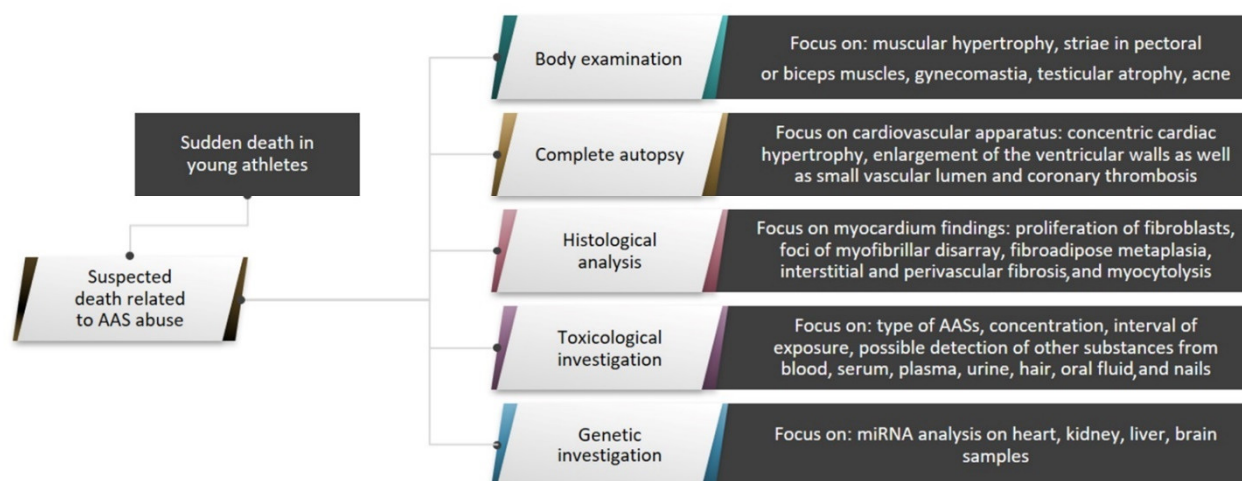 Sudden death in
young athletes
Suspected
death related
to AAS abuse
Body examination
Focus on: muscular hypertrophy, striae in pectoral
or biceps muscles, gynecomastia, testicular atrophy, acne
Complete autopsy
Focus on cardiovascular apparatus: concentric cardiac
hypertrophy, enlargement of the ventricular walls as well
as small vascular lumen and coronary thrombosis
Histological
analysis
Focus on myocardium findings: proliferation of fibroblasts,
foci of myofibrillar disarray, fibroadipose metaplasia,
interstitial and perivascular fibrosis,and myocytolysis
Toxicological
investigation
Focus on: type of AASs, concentration, interval of
exposure, possible detection of other substances from
blood, serum, plasma, urine, hair, oral fluid,and nails
Genetic
investigation
Focus on: miRNA analysis on heart, kidney, liver, brain
samples